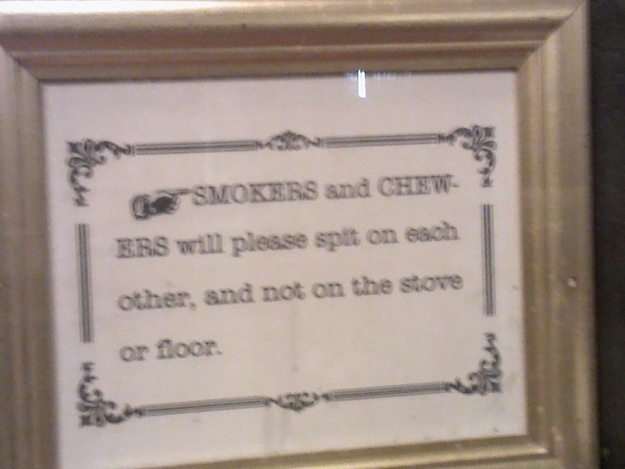 SMOKERS and CHEW-
ERS will please spit on each
other, and not on the stove
or floor.